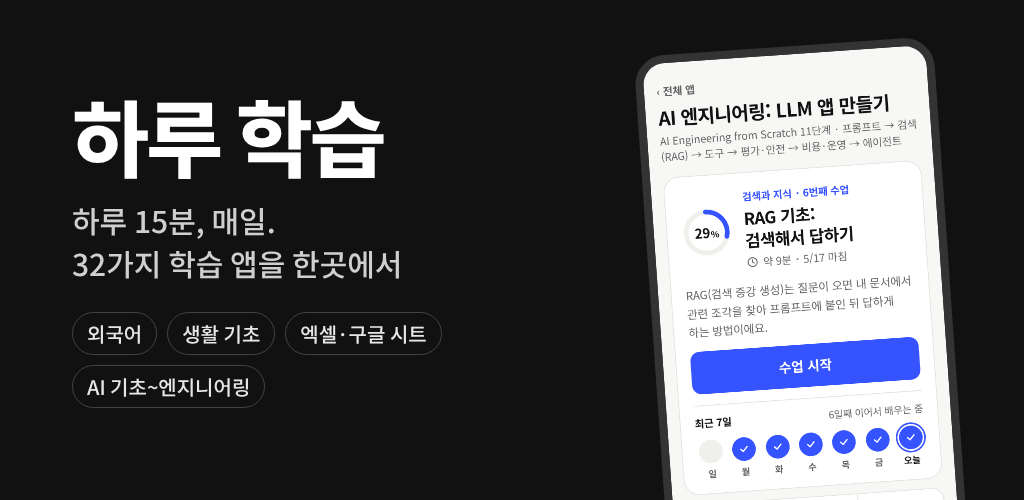 하루 학습
하루 15분, 매일.
32가지 학습 앱을 한곳에서
외국어
생활 기초
엑셀·구글 시트
AI 기초~엔지니어링
‹ 전체 앱
AI 엔지니어링: LLM 앱 만들기
AI Engineering from Scratch 11단계 · 프롬프트 → 검색
(RAG) → 도구 → 평가·안전 → 비용·운영 → 에이전트
29%
검색과 지식 · 6번째 수업
RAG 기초:
검색해서 답하기
약 9분 · 5/17 마침
RAG(검색 증강 생성)는 질문이 오면 내 문서에서
관련 조각을 찾아 프롬프트에 붙인 뒤 답하게
하는 방법이에요.
수업 시작
최근 7일
6일째 이어서 배우는 중
일 월 화 수 목 금 오늘